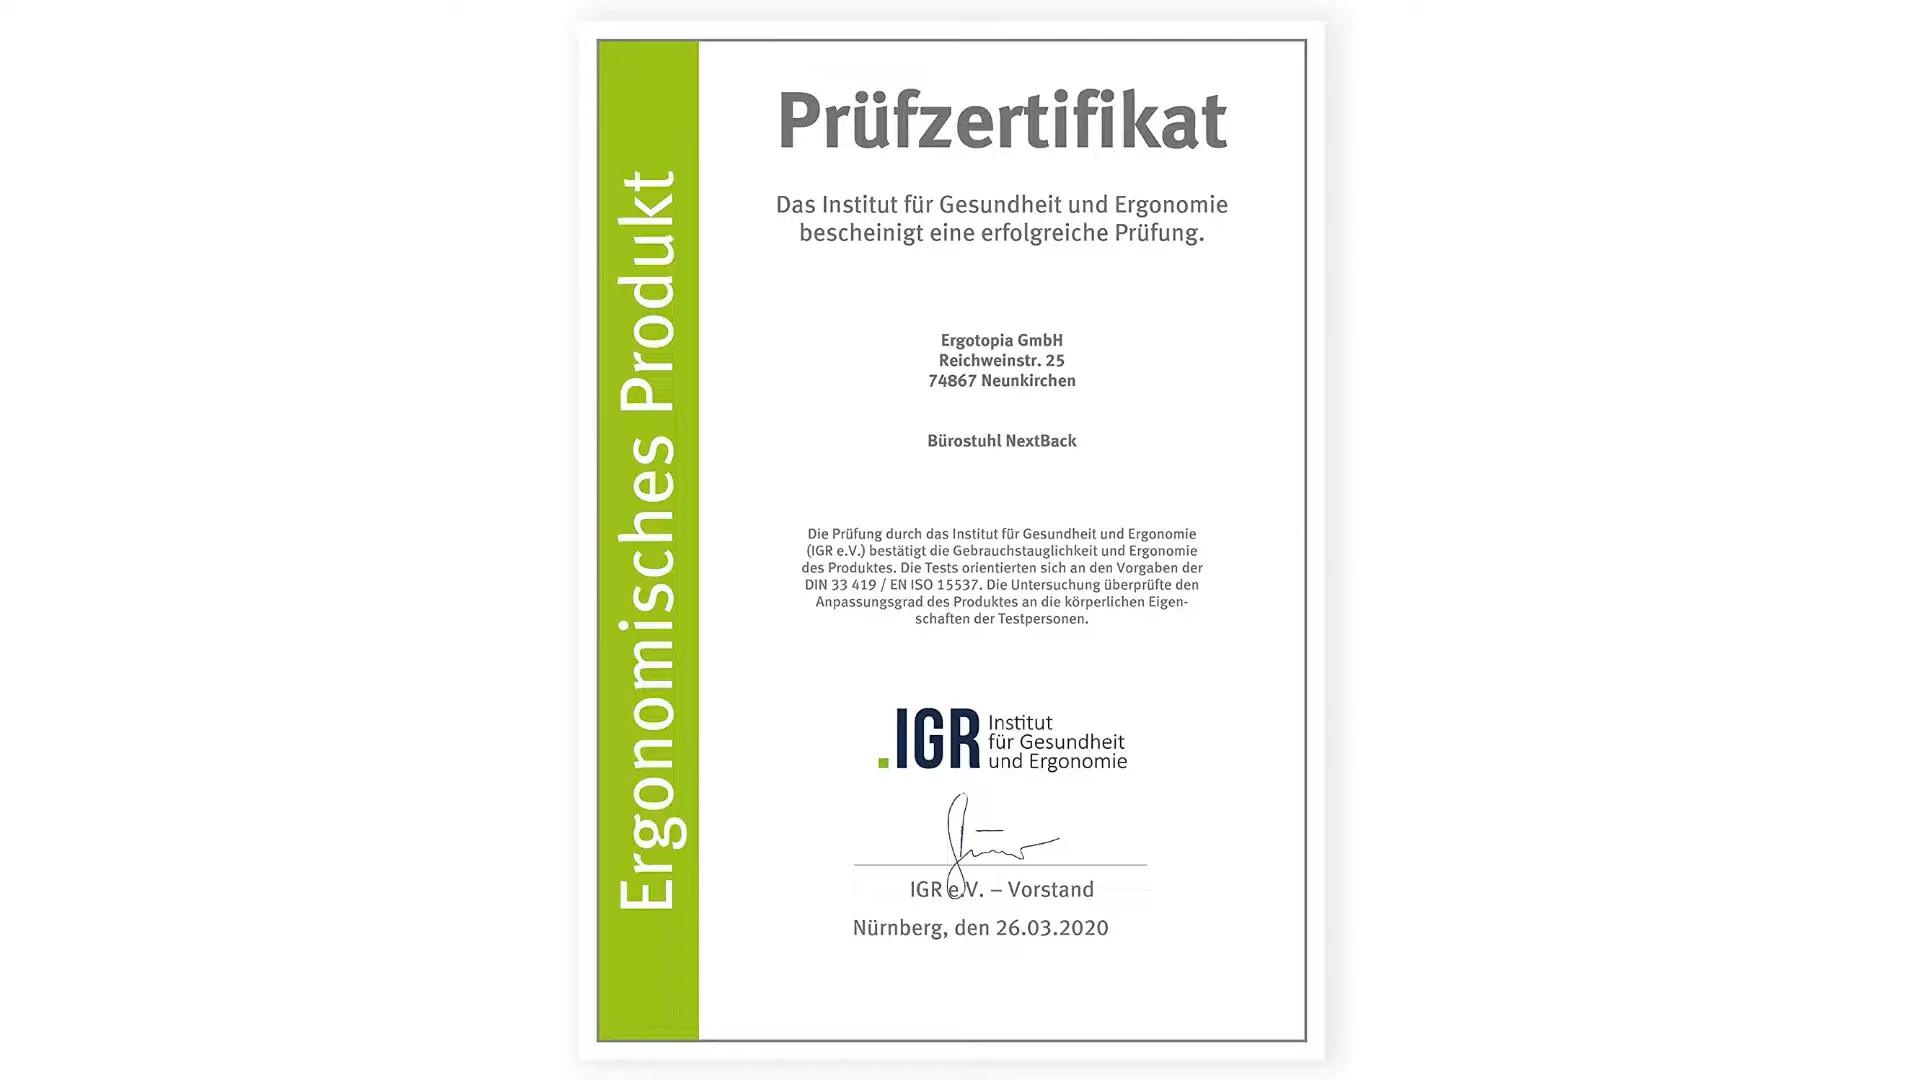 Ergonomisches Produkt
Prüfzertifikat
Das Institut für Gesundheit und Ergonomie
bescheinigt eine erfolgreiche Prüfung.
Ergotopia GmbH
Reichweinstr. 25
74867 Neunkirchen
Bürostuhl NextBack
Die Prüfung durch das Institut für Gesundheit und Ergonomie
(IGR e.V.) bestätigt die Gebrauchstauglichkeit und Ergonomie
des Produktes. Die Tests orientierten sich an den Vorgaben der
DIN 33 419 / EN ISO 15537. Die Untersuchung überprüfte den
Anpassungsgrad des Produktes an die körperlichen Eigen-
schaften der Testpersonen.
.IGR Institut
für Gesundheit
und Ergonomie
IGR e.V. – Vorstand
Nürnberg, den 26.03.2020